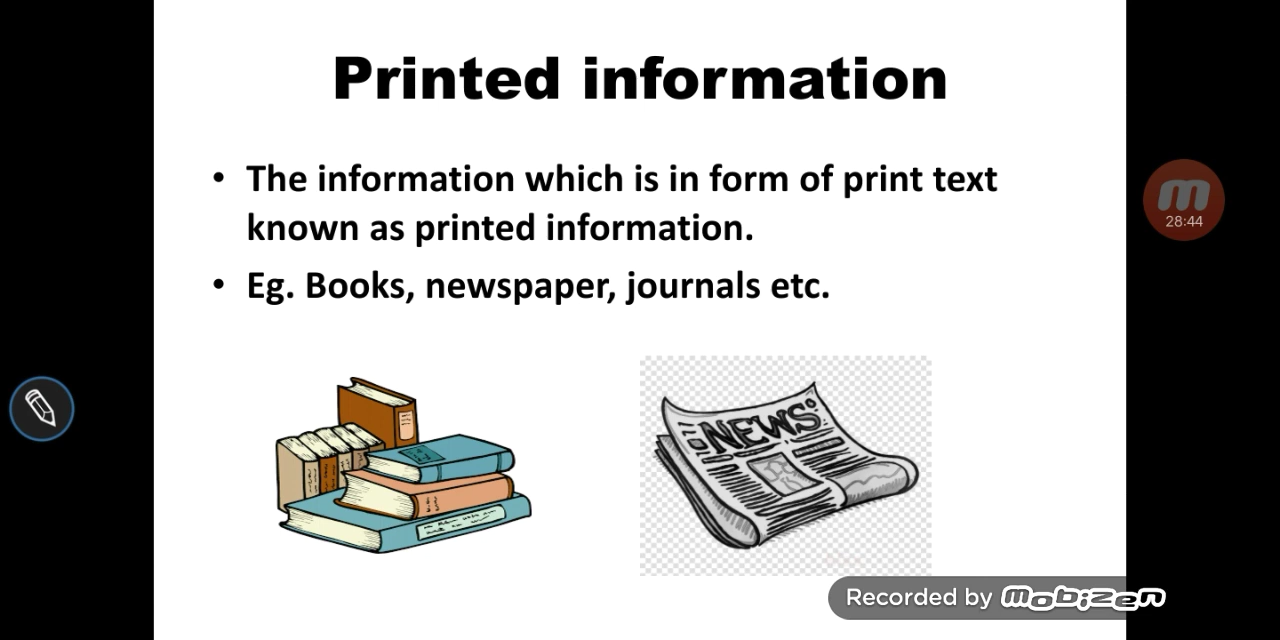 Printed information
• The information which is in form of print text
known as printed information.
• Eg. Books, newspaper, journals etc.
NEWS
m
28:44
Recorded by mobizen